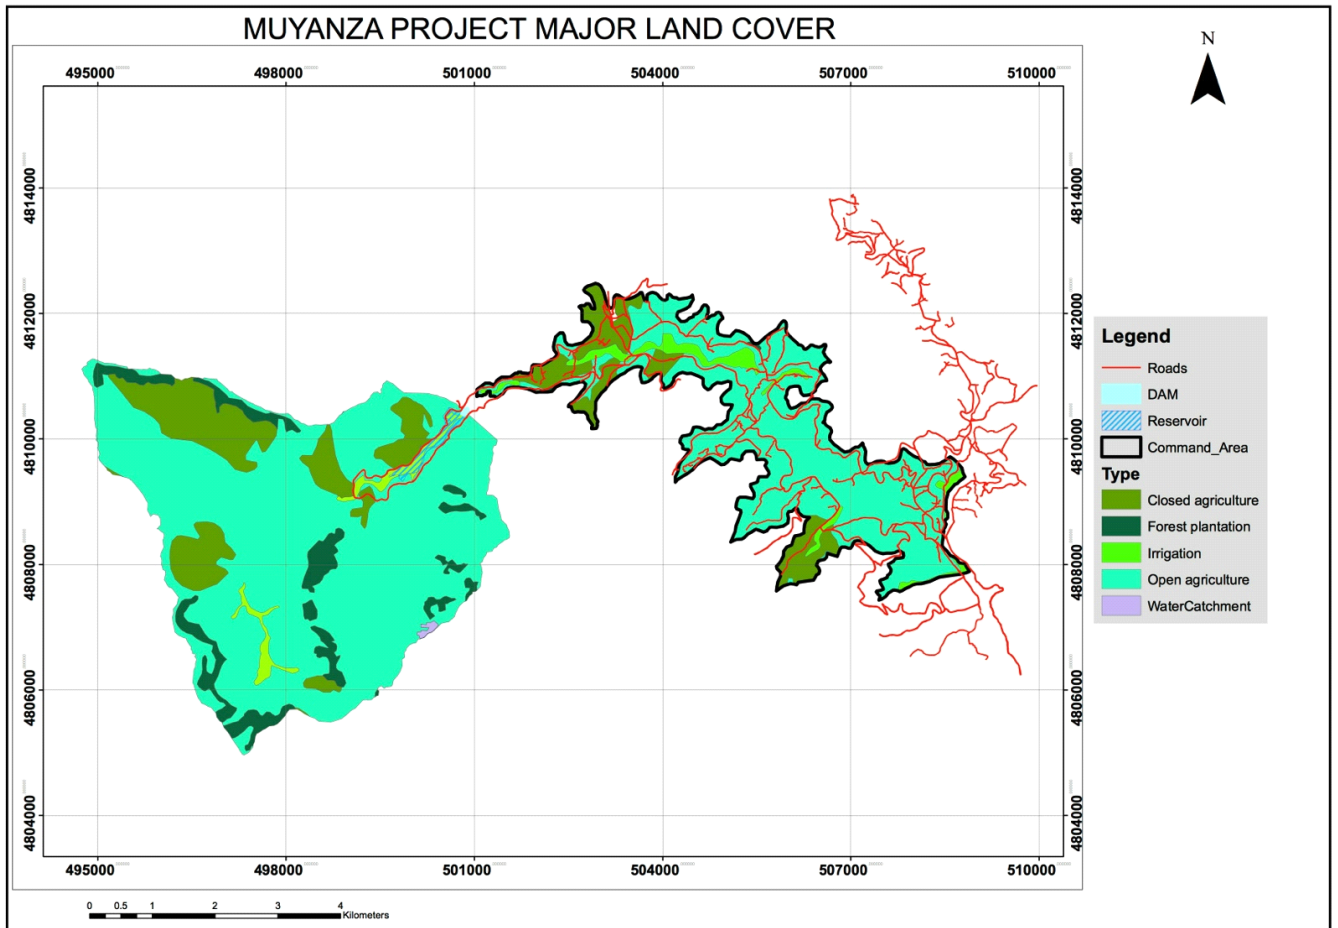 MUYANZA PROJECT MAJOR LAND COVER
N
495000 498000 501000 504000 507000 510000
4814000 4814000
4812000 4812000
4810000 4810000
4808000 4808000
4806000 4806000
4804000 4804000
495000 498000 501000 504000 507000 510000
Legend
Roads
DAM
Reservoir
Command_Area
Type
Closed agriculture
Forest plantation
Irrigation
Open agriculture
WaterCatchment
0 0.5 1 2 3 4
Kilometers